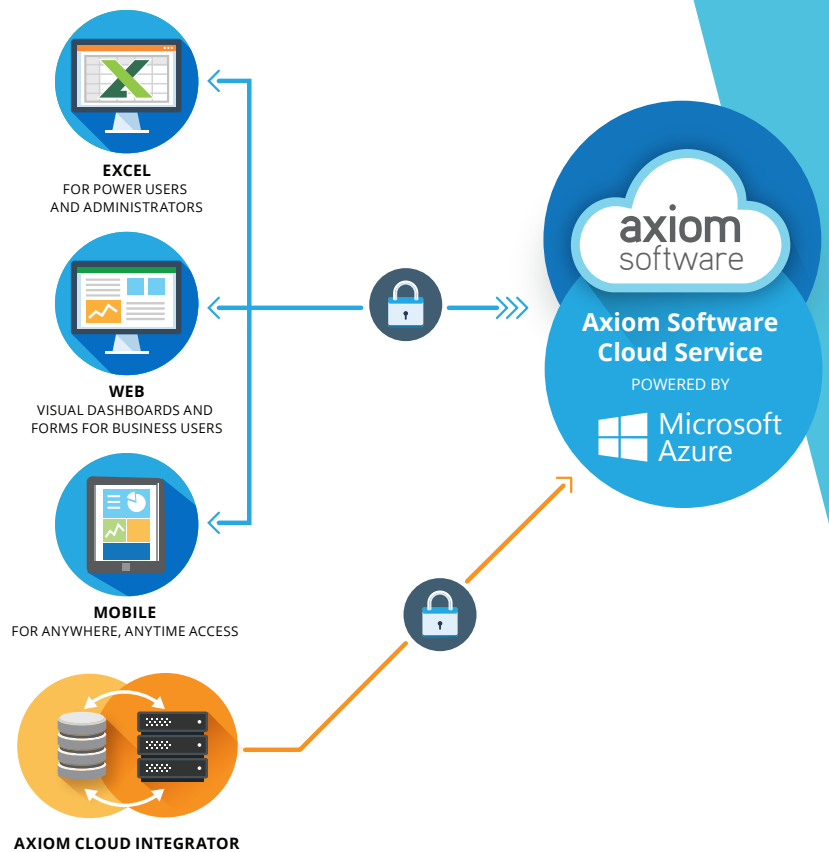 EXCEL
FOR POWER USERS
AND ADMINISTRATORS
WEB
VISUAL DASHBOARDS AND
FORMS FOR BUSINESS USERS
MOBILE
FOR ANYWHERE, ANYTIME ACCESS
AXIOM CLOUD INTEGRATOR
axiom
software
Axiom Software
Cloud Service
POWERED BY
Microsoft
Azure